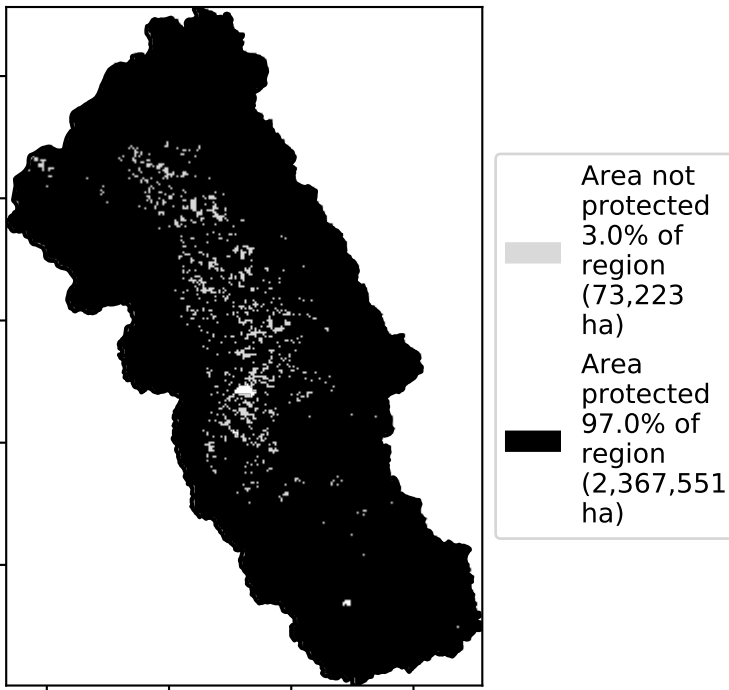 Area not
protected
3.0% of
region
(73,223
ha)
Area
protected
97.0% of
region
(2,367,551
ha)